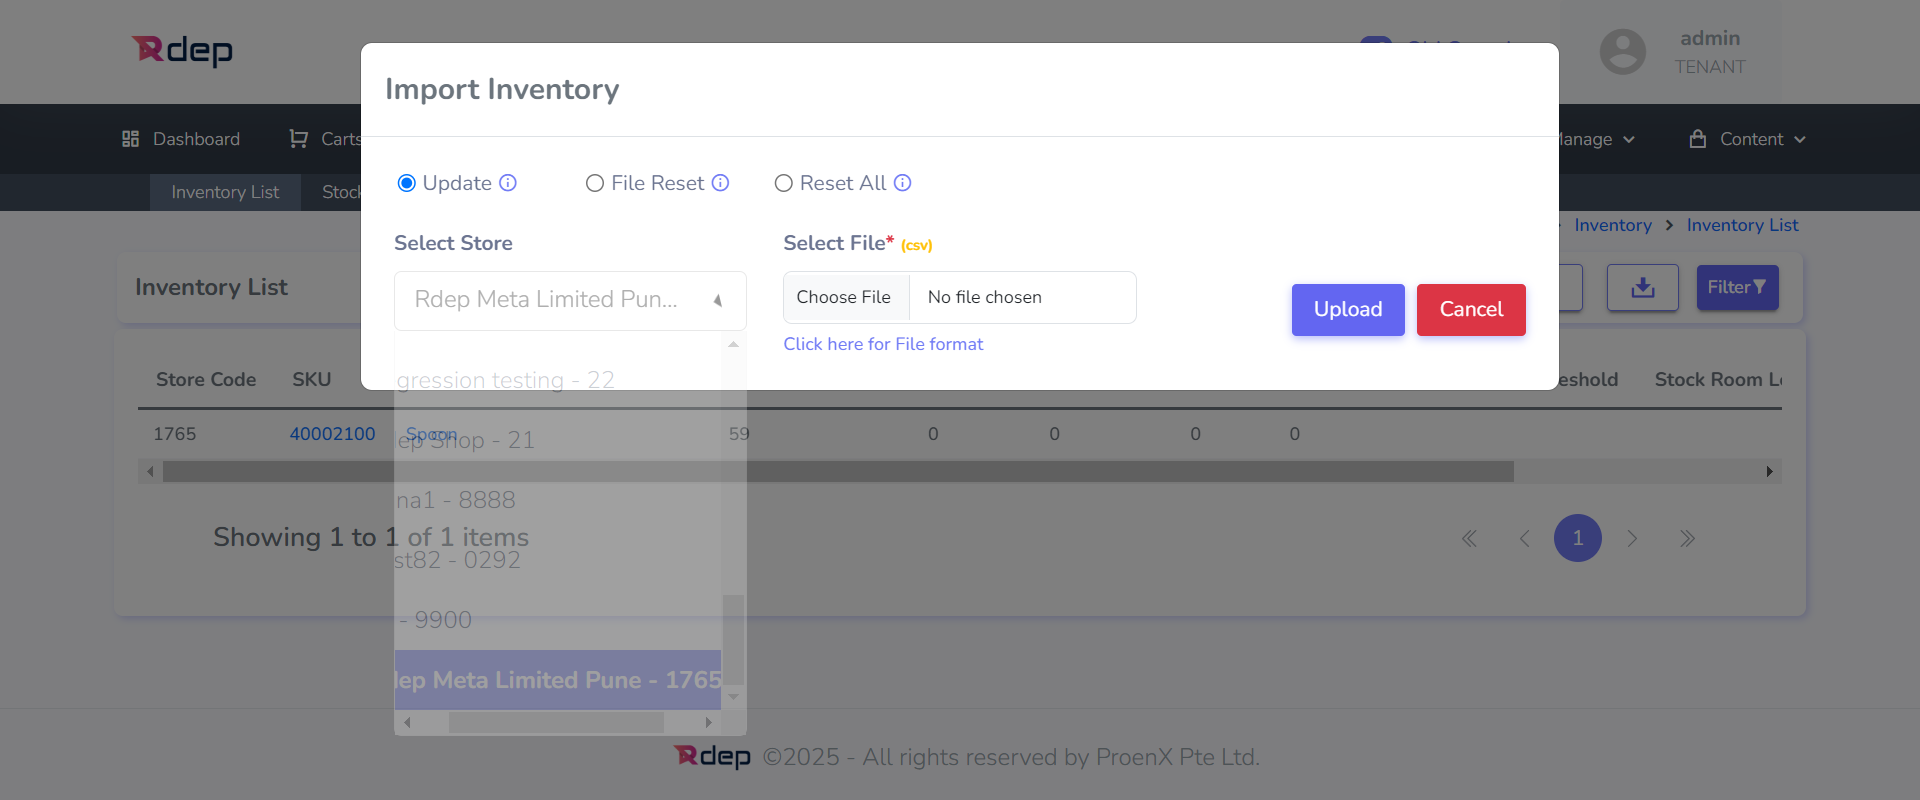 Rdep
admin
TENANT
Import Inventory
Dashboard
Carts
Manage
Content
Update
File Reset
Reset All
Inventory List
Stock
Inventory > Inventory List
Select Store
Select File* (csv)
Inventory List
Rdep Meta Limited Pun...
Choose File
No file chosen
Upload
Cancel
Filter
Click here for File format
Store Code
SKU
gression testing - 22
eshold
Stock Room Lo
1765
40002100
Spoon
59
0
0
0
0
ep Shop - 21
na1 - 8888
Showing 1 to 1 of 1 items
1
st82 - 0292
- 9900
dep Meta Limited Pune - 1765
Rdep ©2025 - All rights reserved by ProenX Pte Ltd.